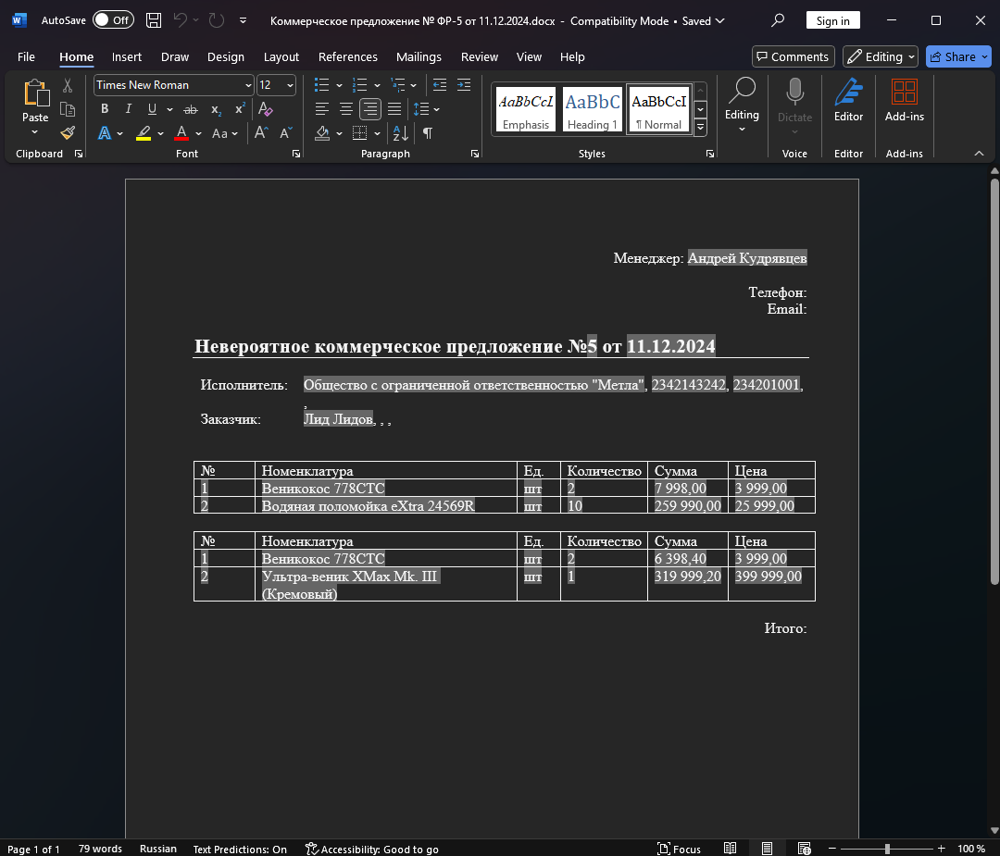 AutoSave Off Коммерческое предложение № ФР-5 от 11.12.2024.docx - Compatibility Mode • Saved Sign in
File Home Insert Draw Design Layout References Mailings Review View Help Comments Editing Share
Times New Roman 12
Paste
B I U ab x₂ x²
A A Aa A A
AaBbCcI AaBbC AaBbCcI
Emphasis Heading 1 ¶ Normal
Editing Dictate Editor Add-ins
Clipboard Font Paragraph Styles Voice Editor Add-ins
Менеджер: Андрей Кудрявцев
Телефон:
Email:
Невероятное коммерческое предложение №5 от 11.12.2024
Исполнитель: Общество с ограниченной ответственностью "Метла", 2342143242, 234201001,
,
Заказчик: Лид Лидов, , ,
№ Номенклатура Ед. Количество Сумма Цена
1 Веникокос 778СТС шт 2 7 998,00 3 999,00
2 Водяная поломойка eXtra 24569R шт 10 259 990,00 25 999,00
№ Номенклатура Ед. Количество Сумма Цена
1 Веникокос 778СТС шт 2 6 398,40 3 999,00
2 Ультра-веник XMax Mk. III шт 1 319 999,20 399 999,00
(Кремовый)
Итого:
Page 1 of 1 79 words Russian Text Predictions: On Accessibility: Good to go Focus 100 %